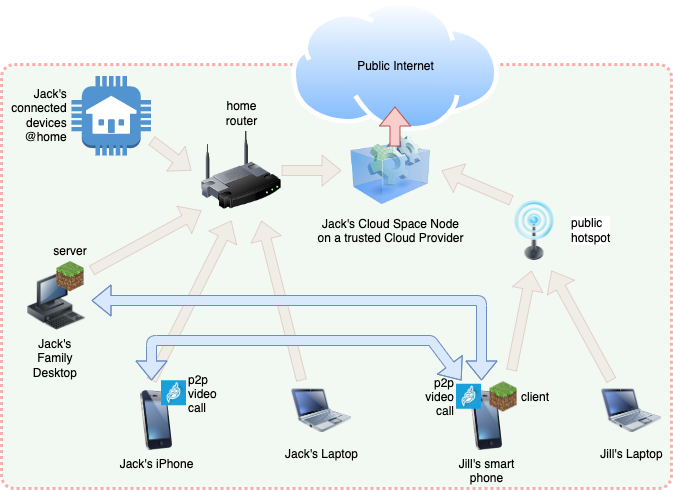 Public Internet
Jack's
connected
devices
@home
home
router
Jack's Cloud Space Node
on a trusted Cloud Provider
public
hotspot
server
Jack's
Family
Desktop
p2p
video
call
p2p
video
call
client
Jack's iPhone
Jack's Laptop
Jill's smart
phone
Jill's Laptop